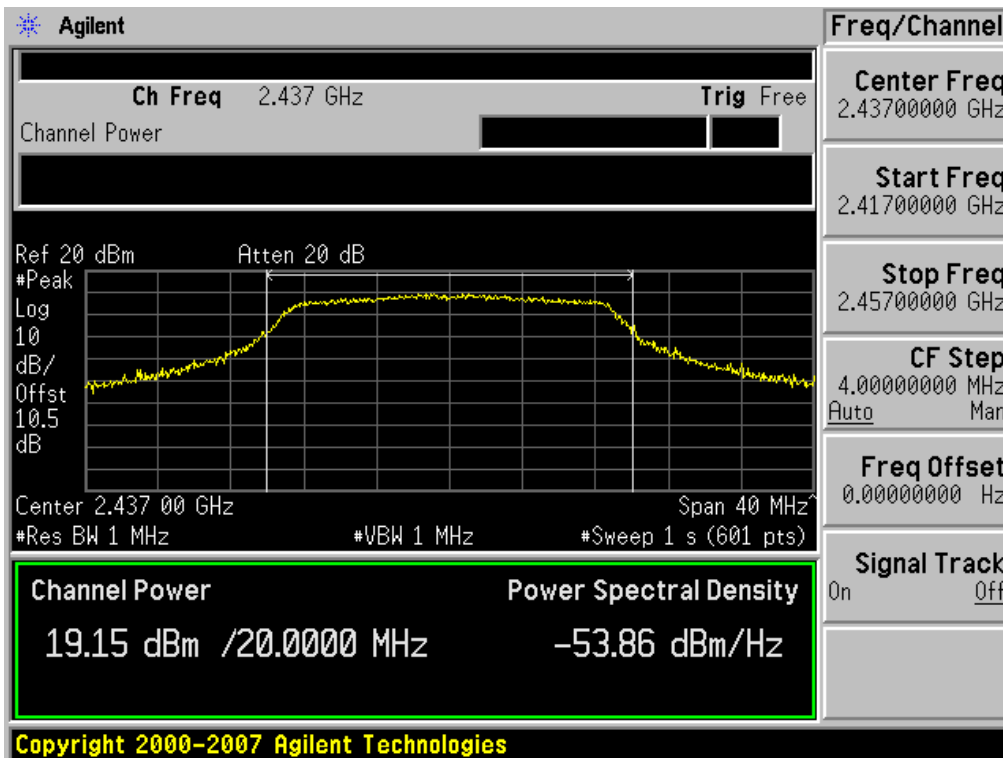 Agilent
Freq/Channel
Ch Freq 2.437 GHz Trig Free
Channel Power
Center Freq
2.43700000 GHz
Start Freq
2.41700000 GHz
Stop Freq
2.45700000 GHz
CF Step
4.00000000 MHz
Auto Man
Freq Offset
0.00000000 Hz
Signal Track
On Off
Ref 20 dBm Atten 20 dB
#Peak
Log
10
dB/
Offst
10.5
dB
Center 2.437 00 GHz Span 40 MHz^
#Res BW 1 MHz #VBW 1 MHz #Sweep 1 s (601 pts)
Channel Power Power Spectral Density
19.15 dBm /20.0000 MHz -53.86 dBm/Hz
Copyright 2000-2007 Agilent Technologies